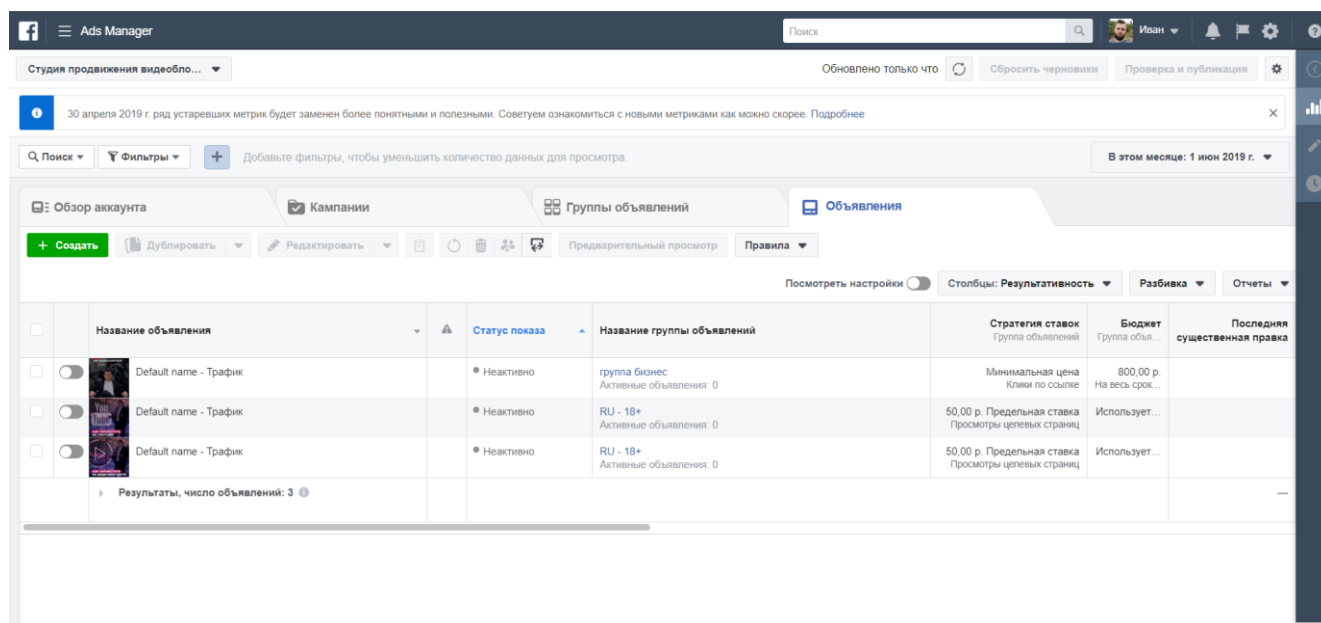 Ads Manager
Поиск
Иван
Студия продвижения видеобло...
Обновлено только что
Сбросить черновики
Проверка и публикация
30 апреля 2019 г. ряд устаревших метрик будет заменен более понятными и полезными. Советуем ознакомиться с новыми метриками как можно скорее. Подробнее
Поиск
Фильтры
Добавьте фильтры, чтобы уменьшить количество данных для просмотра.
В этом месяце: 1 июн 2019 г.
Обзор аккаунта
Кампании
Группы объявлений
Объявления
+ Создать
Дублировать
Редактировать
Предварительный просмотр
Правила
Посмотреть настройки
Столбцы: Результативность
Разбивка
Отчеты
Название объявления
Статус показа
Название группы объявлений
Стратегия ставок
Группа объявлений
Бюджет
Группа объя...
Последняя
существенная правка
Default name - Трафик
Неактивно
группа бизнес
Активные объявления: 0
Минимальная цена
Клики по ссылке
800,00 р.
На весь срок...
Default name - Трафик
Неактивно
RU - 18+
Активные объявления: 0
50,00 р. Предельная ставка
Просмотры целевых страниц
Использует...
Default name - Трафик
Неактивно
RU - 18+
Активные объявления: 0
50,00 р. Предельная ставка
Просмотры целевых страниц
Использует...
Результаты, число объявлений: 3
—